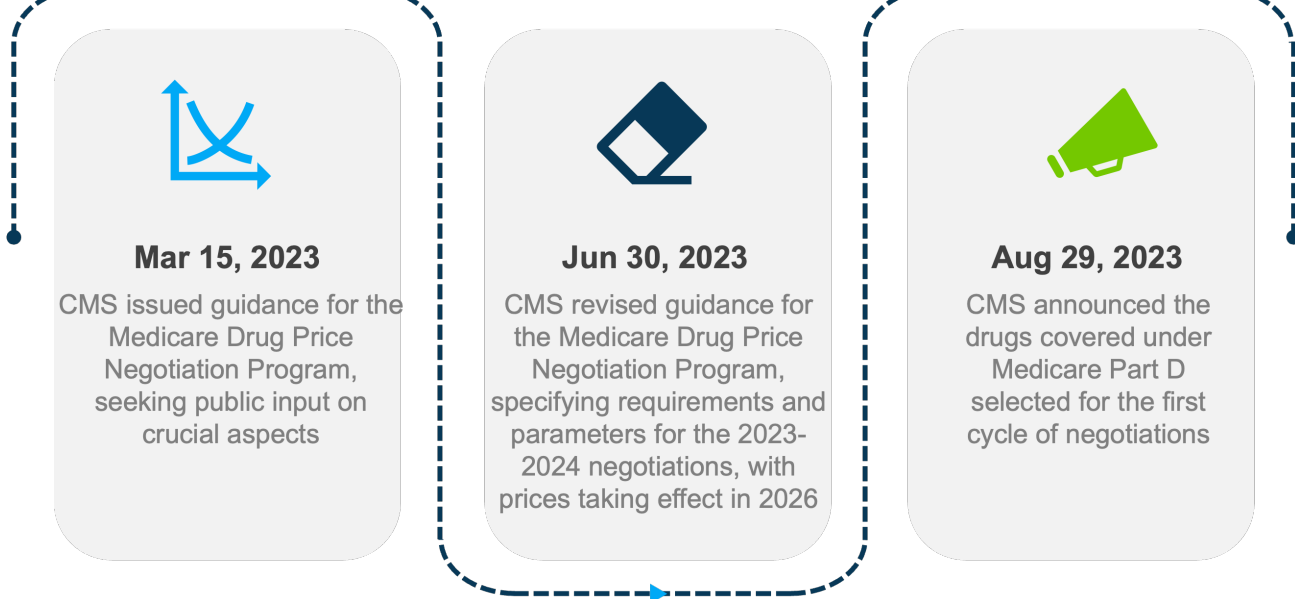 Mar 15, 2023
CMS issued guidance for the
Medicare Drug Price
Negotiation Program,
seeking public input on
crucial aspects
Jun 30, 2023
CMS revised guidance for
the Medicare Drug Price
Negotiation Program,
specifying requirements and
parameters for the 2023-
2024 negotiations, with
prices taking effect in 2026
Aug 29, 2023
CMS announced the
drugs covered under
Medicare Part D
selected for the first
cycle of negotiations